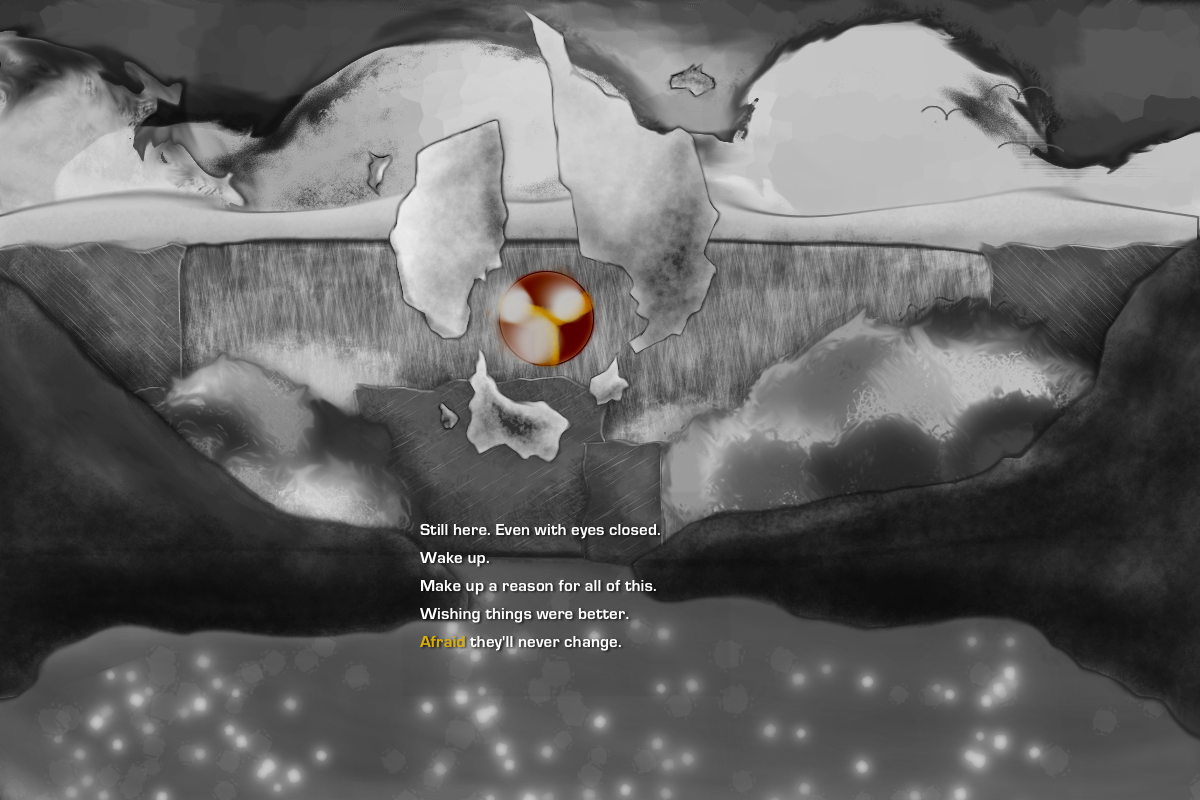 Still here. Even with eyes closed.
Wake up.
Make up a reason for all of this.
Wishing things were better.
Afraid they'll never change.